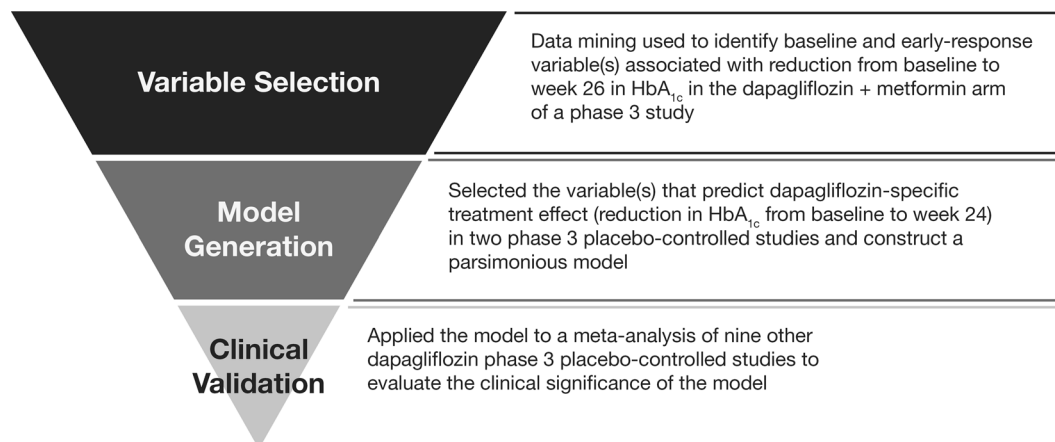 Variable Selection
Data mining used to identify baseline and early-response
variable(s) associated with reduction from baseline to
week 26 in HbA1c in the dapagliflozin + metformin arm
of a phase 3 study
Model
Generation
Selected the variable(s) that predict dapagliflozin-specific
treatment effect (reduction in HbA1c from baseline to week 24)
in two phase 3 placebo-controlled studies and construct a
parsimonious model
Clinical
Validation
Applied the model to a meta-analysis of nine other
dapagliflozin phase 3 placebo-controlled studies to
evaluate the clinical significance of the model